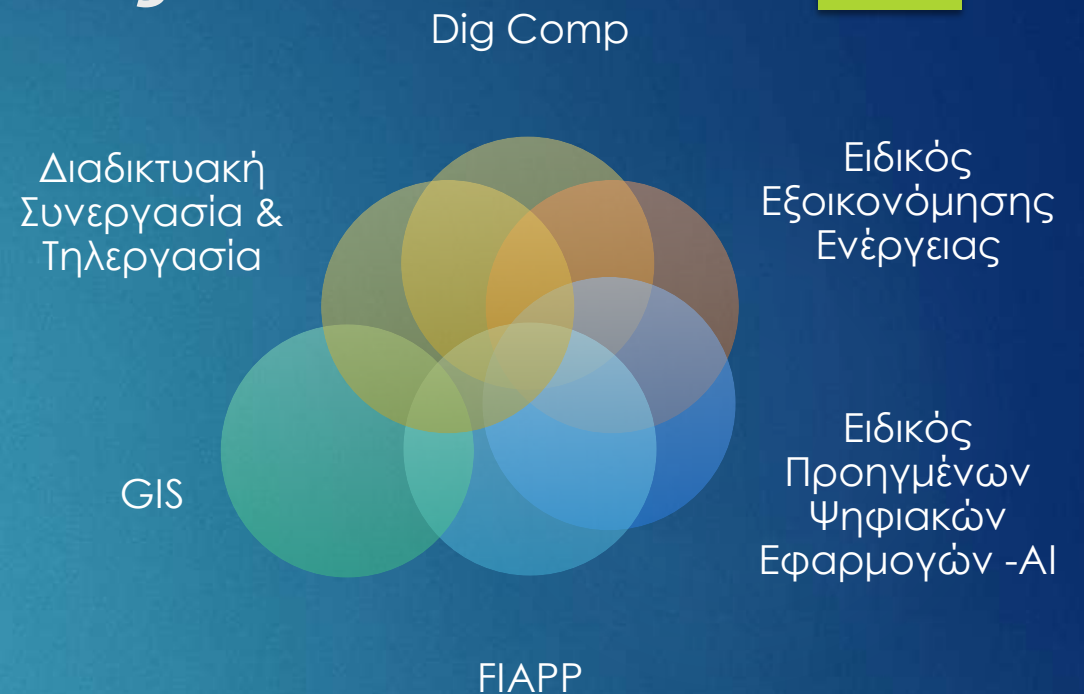 Dig Comp
Διαδικτυακή
Συνεργασία &
Τηλεργασία
Ειδικός
Εξοικονόμησης
Ενέργειας
GIS
Ειδικός
Προηγμένων
Ψηφιακών
Εφαρμογών -AI
FIAPP